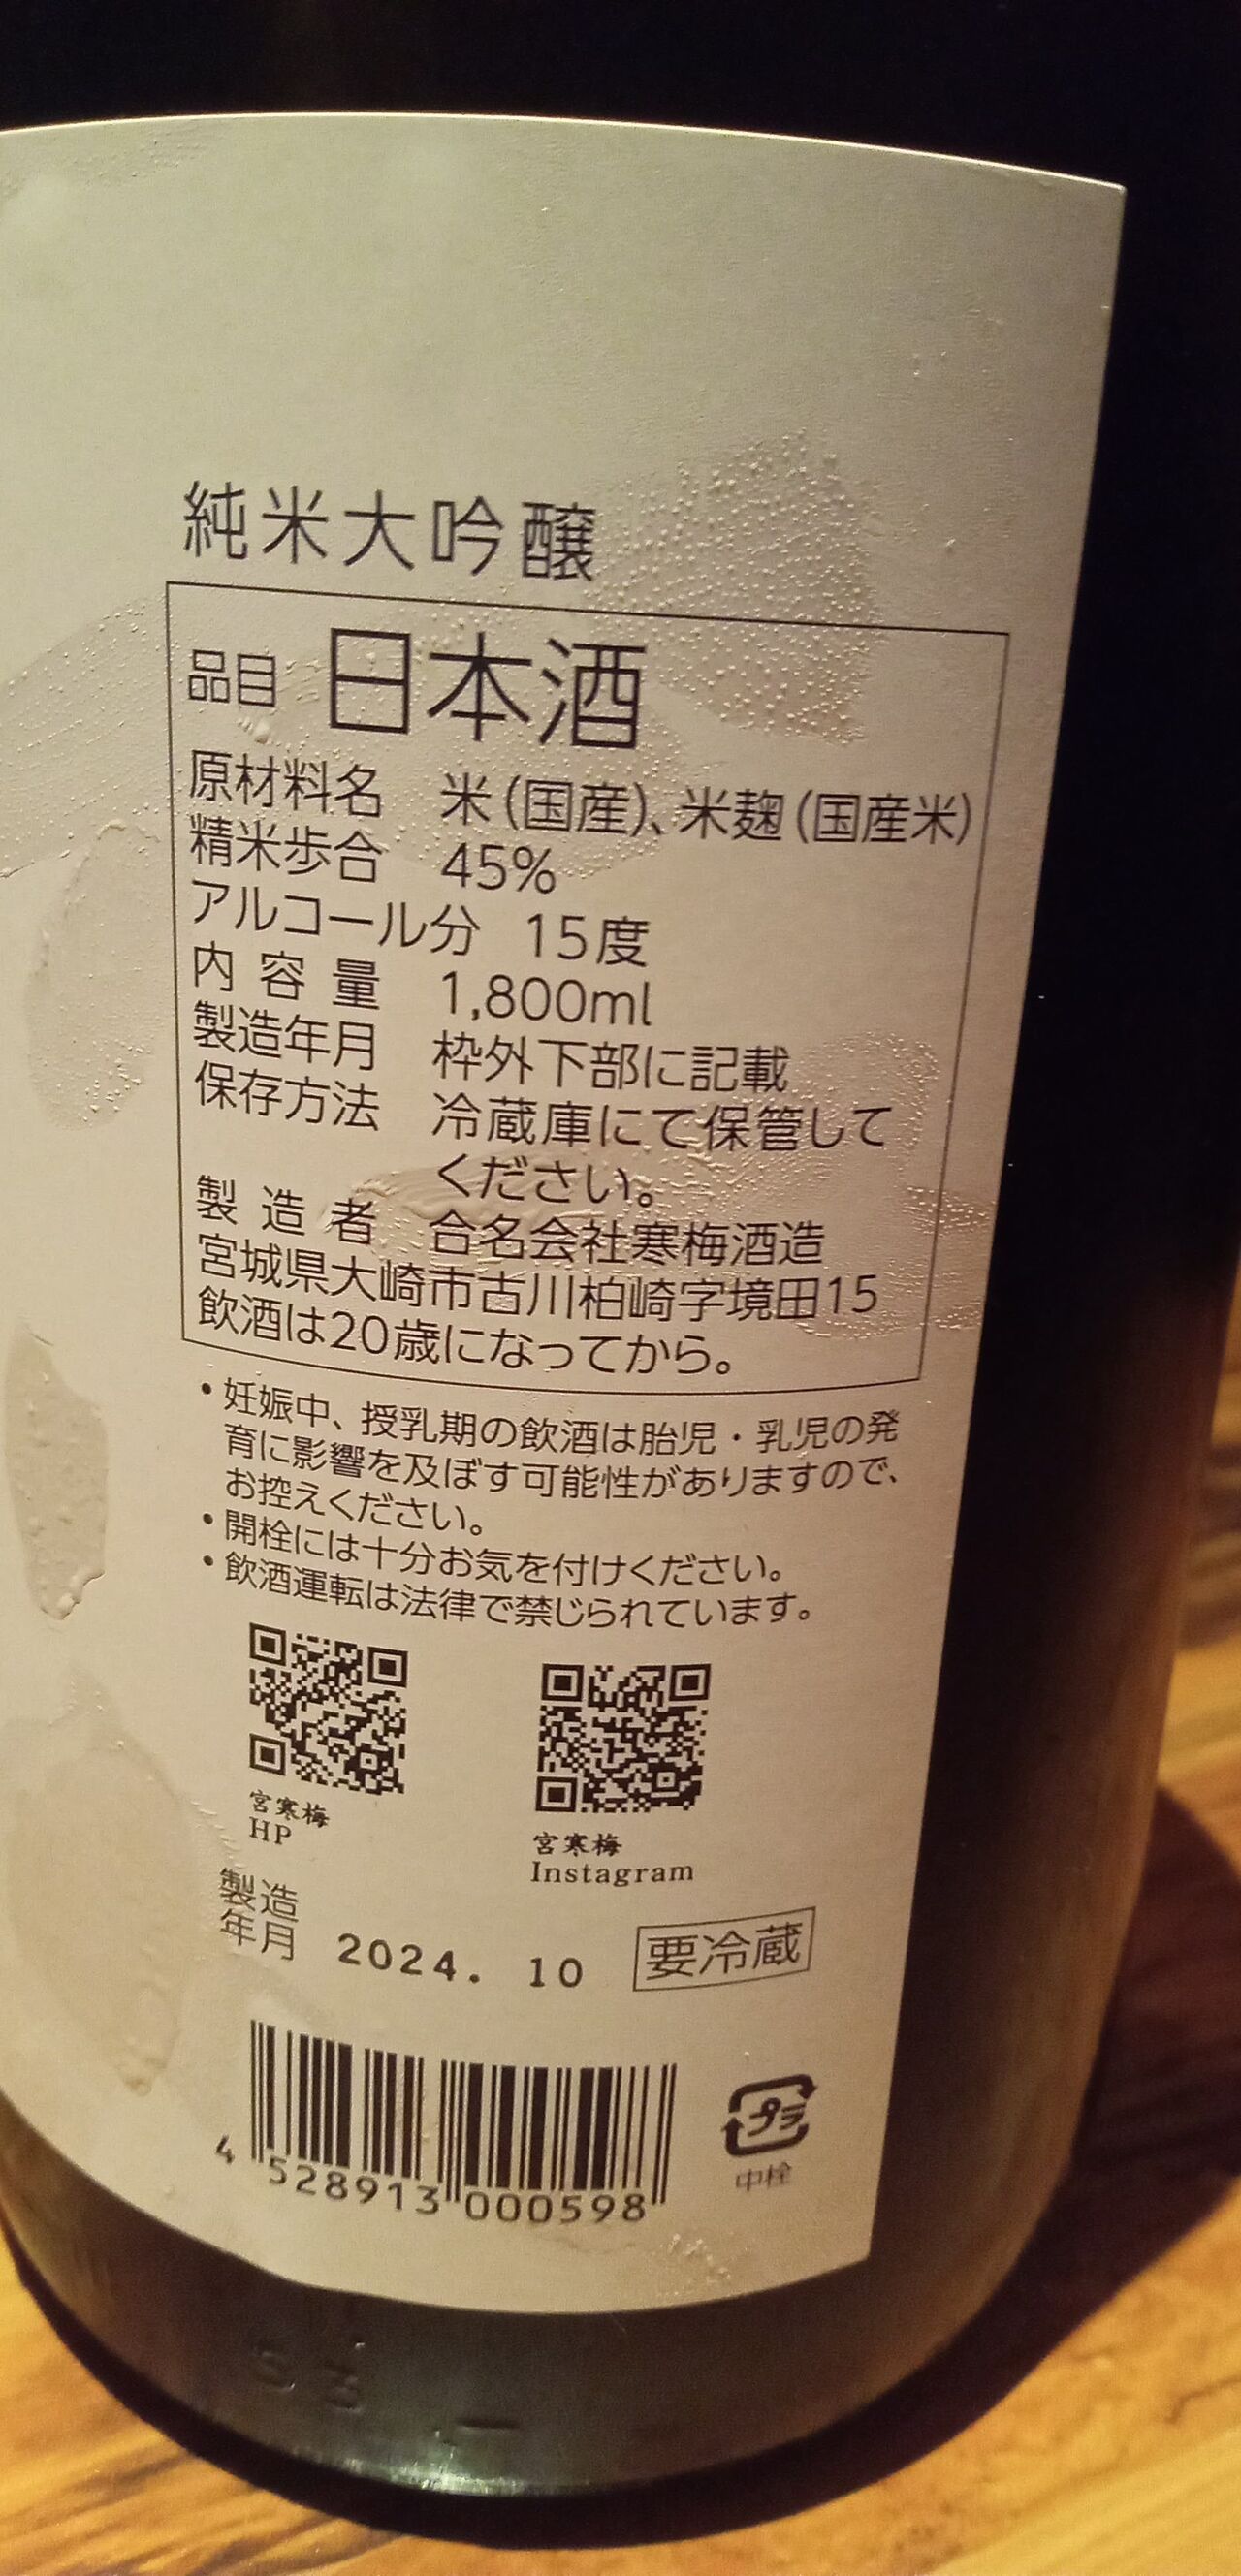 純米大吟醸
品目 日本酒
原材料名 米(国産)、米麹(国産米)
精米歩合 45%
アルコール分 15度
内容量 1,800ml
製造年月 枠外下部に記載
保存方法 冷蔵庫にて保管して
ください。
製造者 合名会社寒梅酒造
宮城県大崎市古川柏崎字境田15
飲酒は20歳になってから。
・妊娠中、授乳期の飲酒は胎児・乳児の発
育に影響を及ぼす可能性がありますので、
お控えください。
・開栓には十分お気を付けください。
・飲酒運転は法律で禁じられています。
宮寒梅
HP
宮寒梅
Instagram
製造
年月 2024. 10 要冷蔵
4 528913 000598
プラ
中栓